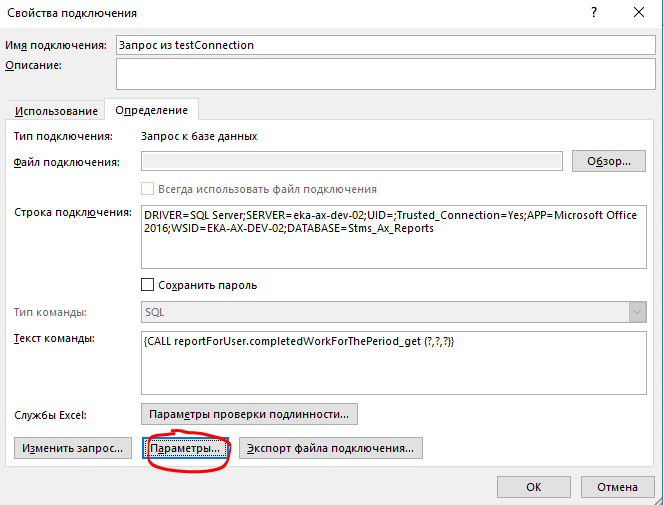 Свойства подключения
? ×
Имя подключения: Запрос из testConnection
Описание:
Использование Определение
Тип подключения: Запрос к базе данных
Файл подключения: Обзор...
Всегда использовать файл подключения
Строка подключения: DRIVER=SQL Server;SERVER=eka-ax-dev-02;UID=;Trusted_Connection=Yes;APP=Microsoft Office
2016;WSID=EKA-AX-DEV-02;DATABASE=Stms_Ax_Reports
Сохранить пароль
Тип команды: SQL
Текст команды: {CALL reportForUser.completedWorkForThePeriod_get (?,?,?)}
Службы Excel: Параметры проверки подлинности...
Изменить запрос... Параметры... Экспорт файла подключения...
ОК Отмена